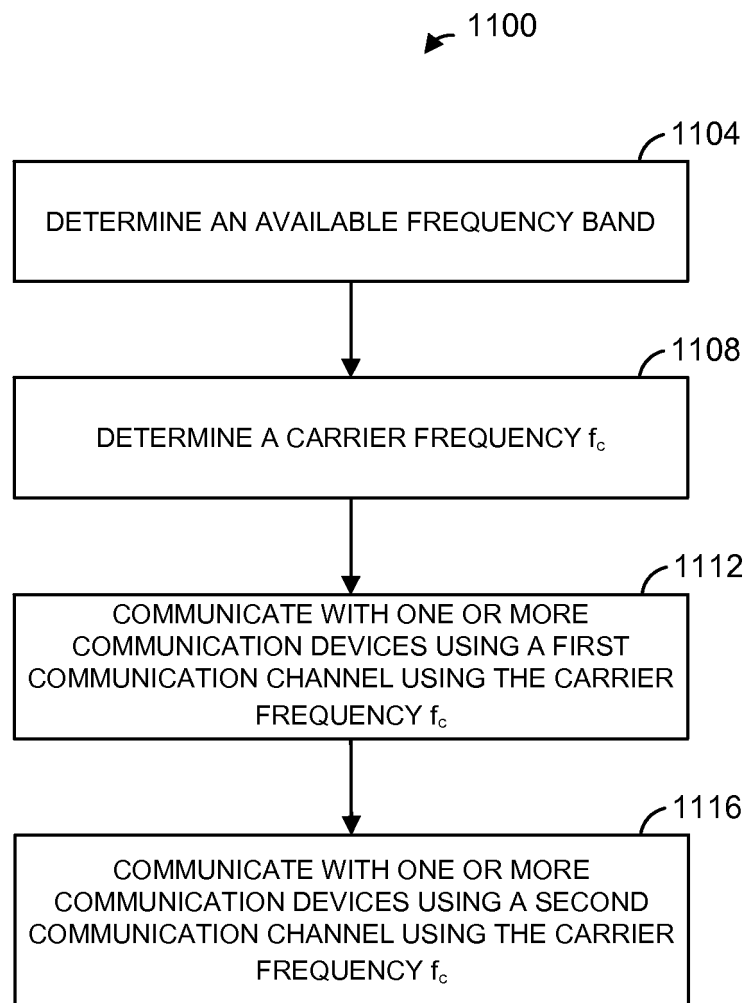 1100
1104
DETERMINE AN AVAILABLE FREQUENCY BAND
1108
DETERMINE A CARRIER FREQUENCY fc
1112
COMMUNICATE WITH ONE OR MORE
COMMUNICATION DEVICES USING A FIRST
COMMUNICATION CHANNEL USING THE CARRIER
FREQUENCY fc
1116
COMMUNICATE WITH ONE OR MORE
COMMUNICATION DEVICES USING A SECOND
COMMUNICATION CHANNEL USING THE CARRIER
FREQUENCY fc